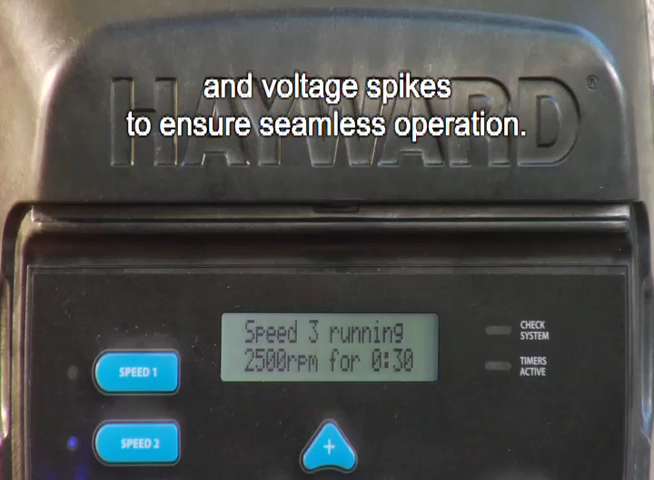 and voltage spikes
to ensure seamless operation.
HAYWARD®
Speed 3 running
2500rpm for 0:30
CHECK
SYSTEM
TIMERS
ACTIVE
SPEED 1
SPEED 2
+